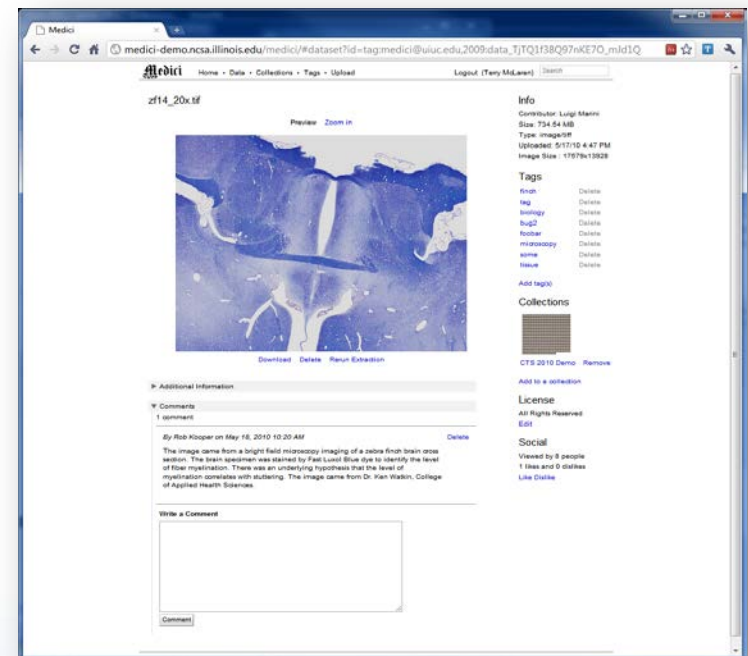 Medici
medici-demo.ncsa.illinois.edu/medici/#dataset?id=tag:medici@uiuc.edu,2009:data_TjTQ1f38Q97nKE7O_mld1Q
Medici Home • Data • Collections • Tags • Upload Logout (Terry McLaren) Search
zf14_20x.tif
Preview Zoom in
Download Delete Rerun Extraction
Additional Information
Comments
1 comment
By Rob Kooper on May 18, 2010 10:20 AM Delete
The image came from a bright field microscopy imaging of a zebra finch brain cross
section. The brain specimen was stained by Fast Luxol Blue dye to identify the level
of fiber myelination. There was an underlying hypothesis that the level of
myelination correlates with stuttering. The image came from Dr. Ken Watkin, College
of Applied Health Sciences.
Write a Comment
Comment
Info
Contributor: Luigi Marini
Size: 734.54 MB
Type: image/tiff
Uploaded: 5/17/10 4:47 PM
Image Size : 17679x13928
Tags
finch Delete
tag Delete
biology Delete
bug2 Delete
foobar Delete
microscopy Delete
some Delete
tissue Delete
Add tag(s)
Collections
CTS 2010 Demo Remove
Add to a collection
License
All Rights Reserved
Edit
Social
Viewed by 8 people
1 likes and 0 dislikes
Like Dislike